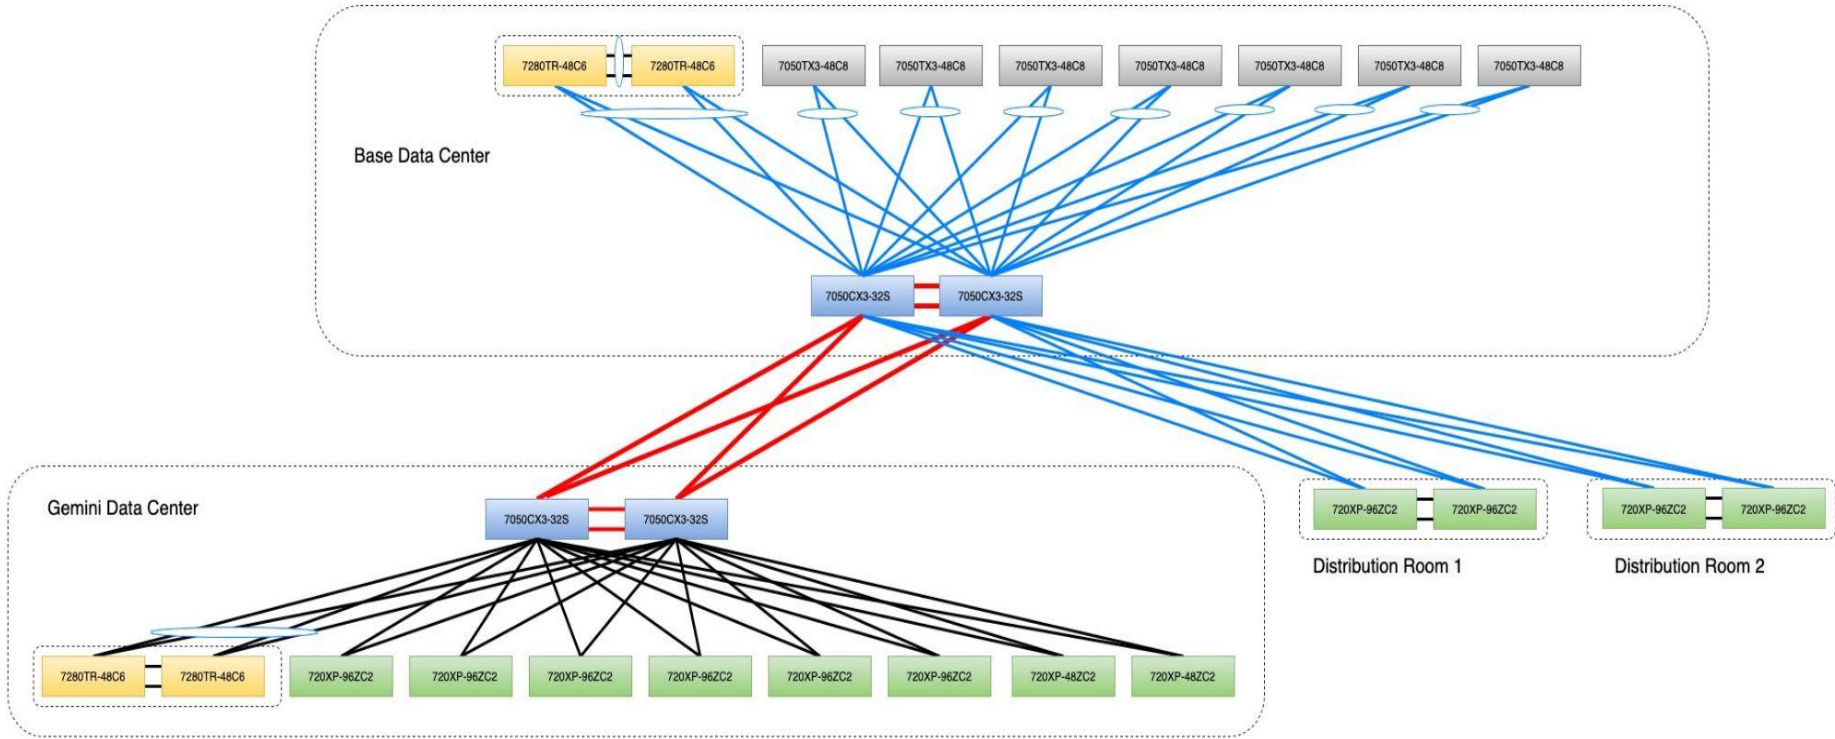 7280TR-48C6
7280TR-48C6
7050TX3-48C8
7050TX3-48C8
7050TX3-48C8
7050TX3-48C8
7050TX3-48C8
7050TX3-48C8
7050TX3-48C8
Base Data Center
7050CX3-32S
7050CX3-32S
Gemini Data Center
7050CX3-32S
7050CX3-32S
720XP-96ZC2
720XP-96ZC2
720XP-96ZC2
720XP-96ZC2
Distribution Room 1
Distribution Room 2
7280TR-48C6
7280TR-48C6
720XP-96ZC2
720XP-96ZC2
720XP-96ZC2
720XP-96ZC2
720XP-96ZC2
720XP-96ZC2
720XP-48ZC2
720XP-48ZC2